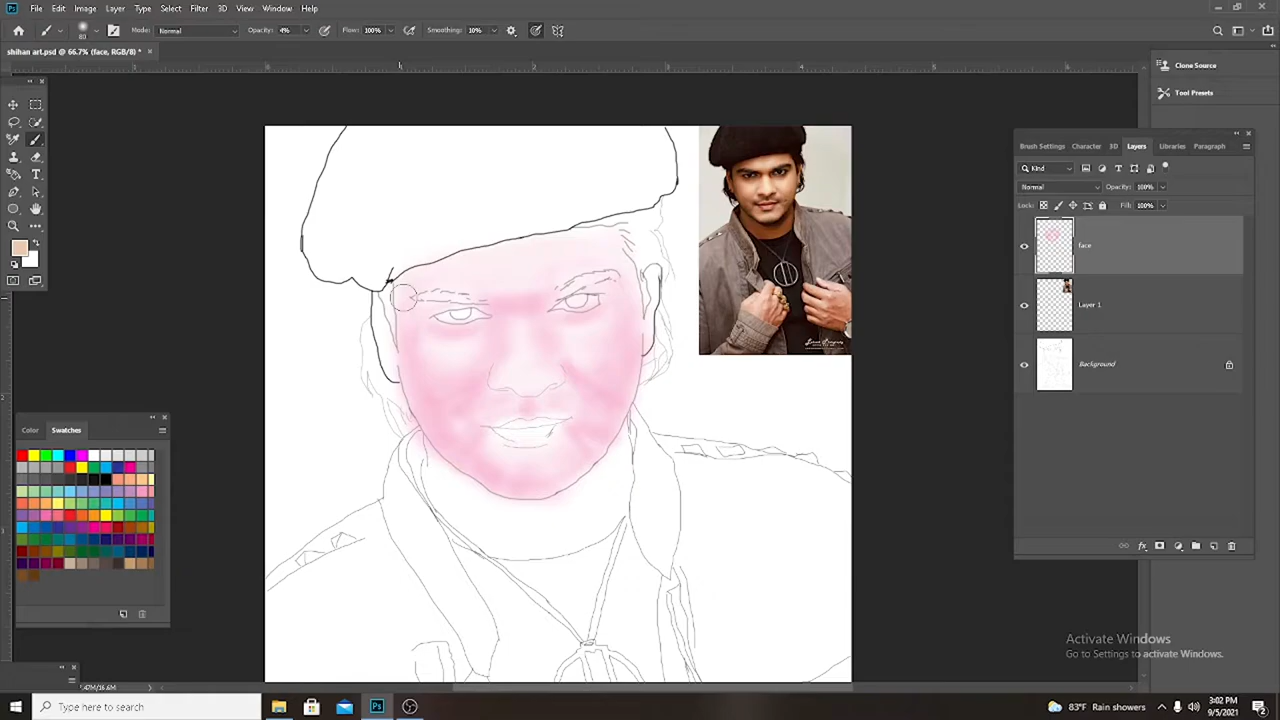 File Edit Image Layer Type Select Filter 3D View Window Help
80 Mode: Normal Opacity: 4% Flow: 100% Smoothing: 10%
shihan art.psd @ 66.7% (face, RGB/8) *
Clone Source
Tool Presets
Brush Settings Character 3D Layers Libraries Paragraph
Kind
Normal Opacity: 100%
Lock: Fill: 100%
face
Layer 1
Background
Color Swatches
Activate Windows
Go to Settings to activate Windows.
Type here to search
83°F Rain showers
3:02 PM
9/5/2021
2